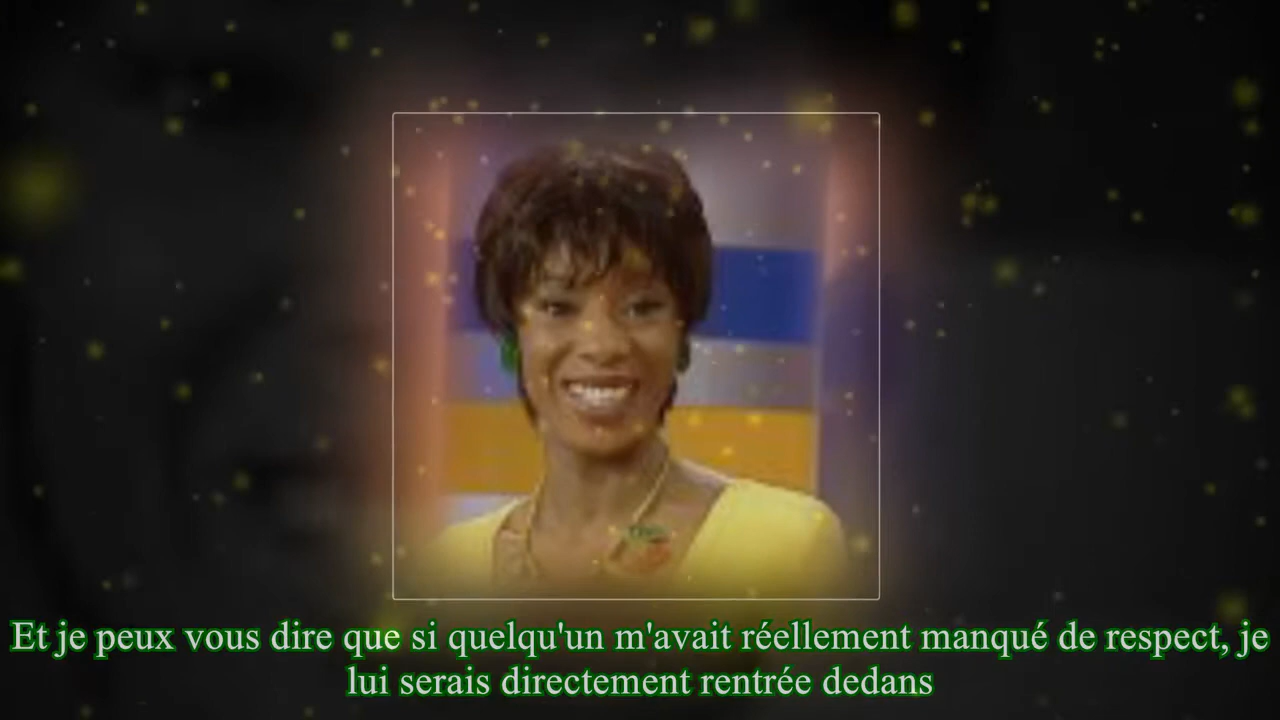 Et je peux vous dire que si quelqu'un m'avait réellement manqué de respect, je
lui serais directement rentrée dedans